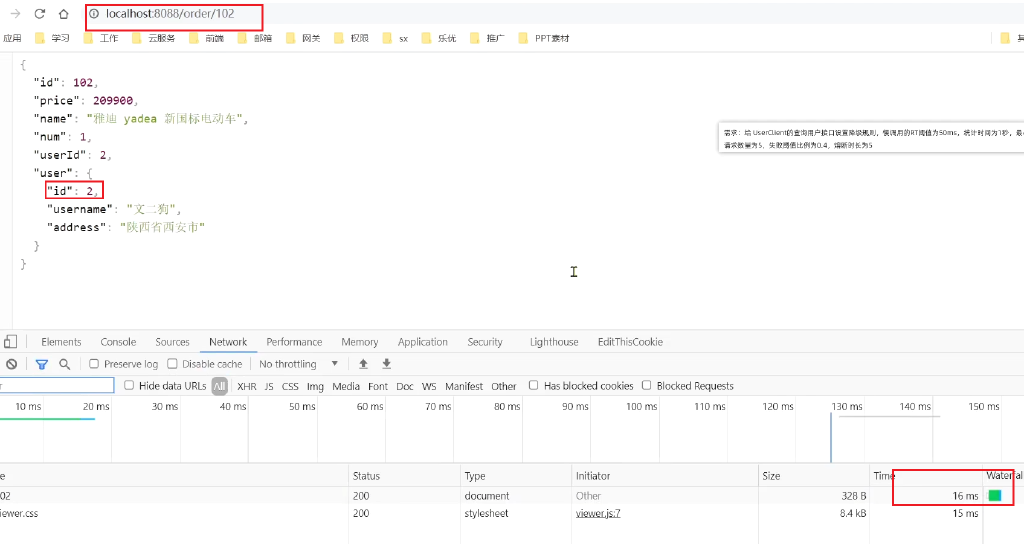 localhost:8088/order/102
应用 学习 工作 云服务 前端 邮箱 网关 权限 sx 乐优 推广 PPT素材
{
"id": 102,
"price": 209900,
"name": "雅迪 yadea 新国标电动车",
"num": 1,
"userId": 2,
"user": {
"id": 2,
"username": "文二狗",
"address": "陕西省西安市"
}
}
需求：给 UserClient的查询用户接口设置降级规则，慢调用的RT阈值为50ms，统计时间为1秒，最
请求数量为5，失败阈值比例为0.4，熔断时长为5
Elements Console Sources Network Performance Memory Application Security Lighthouse EditThisCookie
Preserve log Disable cache No throttling
Hide data URLs All XHR JS CSS Img Media Font Doc WS Manifest Other Has blocked cookies Blocked Requests
10 ms 20 ms 30 ms 40 ms 50 ms 60 ms 70 ms 80 ms 90 ms 100 ms 110 ms 120 ms 130 ms 140 ms 150 ms
e Status Type Initiator Size Time Waterfall
02 200 document Other 328 B 16 ms
iewer.css 200 stylesheet viewer.js:7 8.4 kB 15 ms